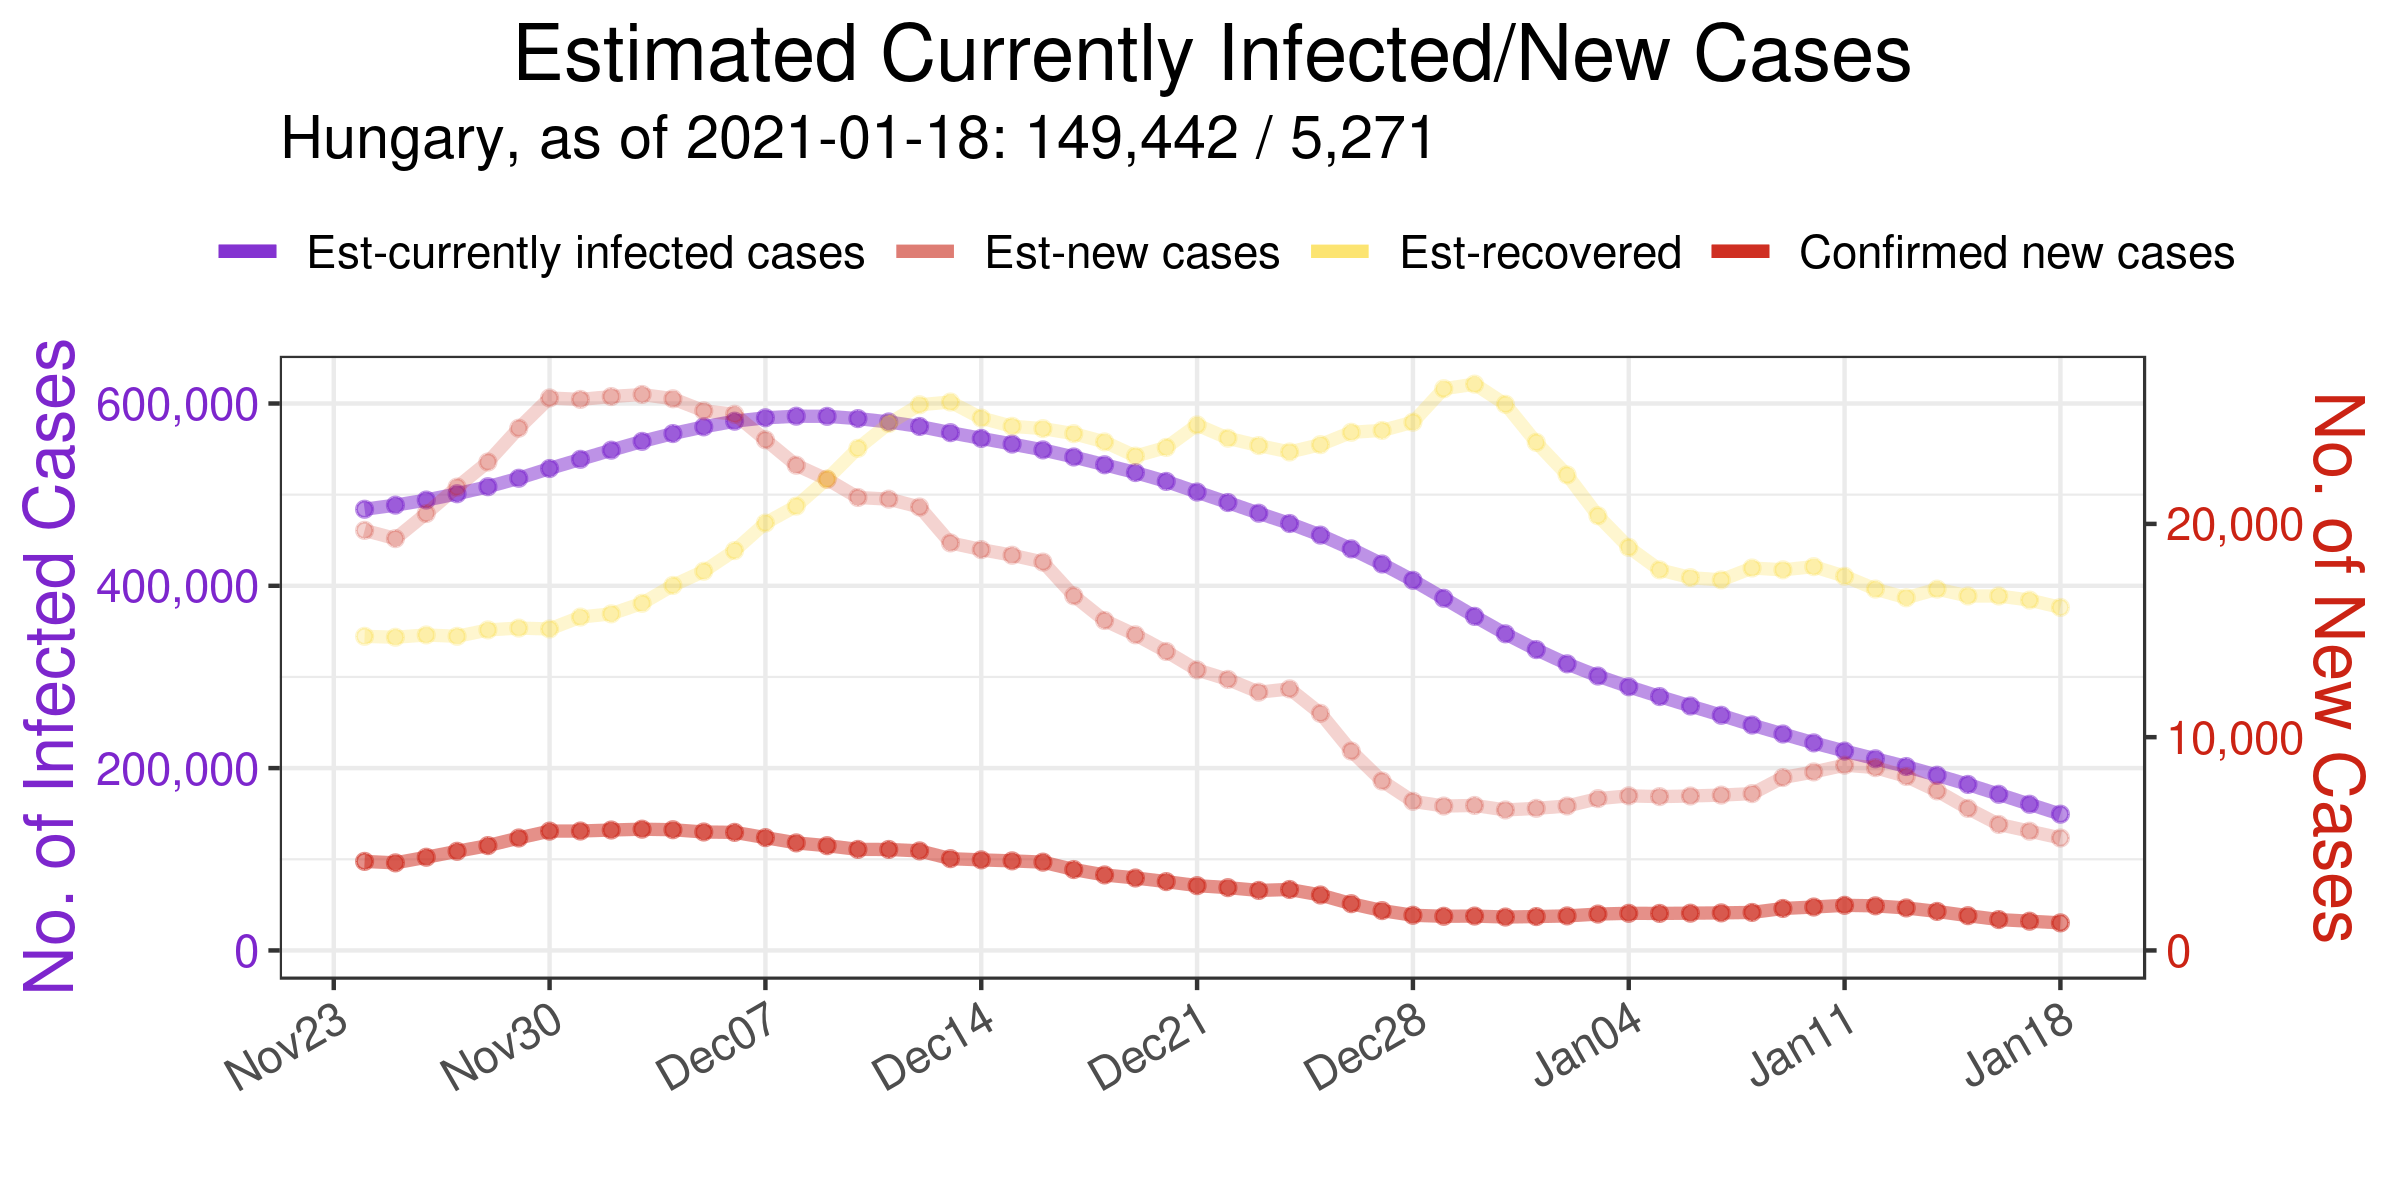 Estimated Currently Infected/New Cases
Hungary, as of 2021-01-18: 149,442 / 5,271
Est-currently infected cases
Est-new cases
Est-recovered
Confirmed new cases
No. of Infected Cases
600,000
400,000
200,000
0
20,000
10,000
0
No. of New Cases
Nov23
Nov30
Dec07
Dec14
Dec21
Dec28
Jan04
Jan11
Jan18